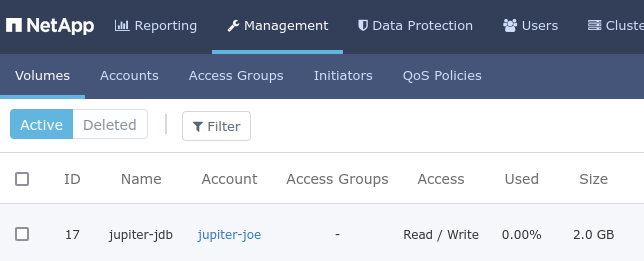 NetApp Reporting Management Data Protection Users Cluste
Volumes Accounts Access Groups Initiators QoS Policies
Active Deleted Filter
ID Name Account Access Groups Access Used Size
17 jupiter-jdb jupiter-joe - Read / Write 0.00% 2.0 GB